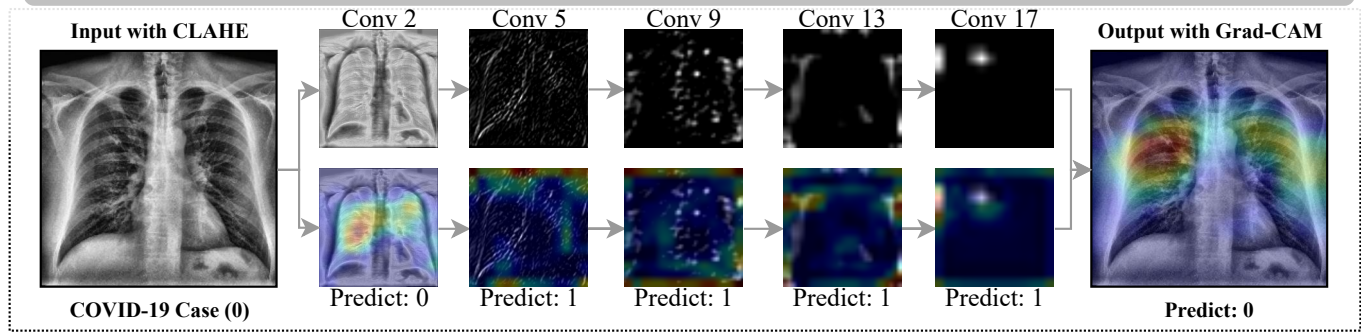 Input with CLAHE
Conv 2
Conv 5
Conv 9
Conv 13
Conv 17
Output with Grad-CAM
COVID-19 Case (0)
Predict: 0
Predict: 1
Predict: 1
Predict: 1
Predict: 1
Predict: 0